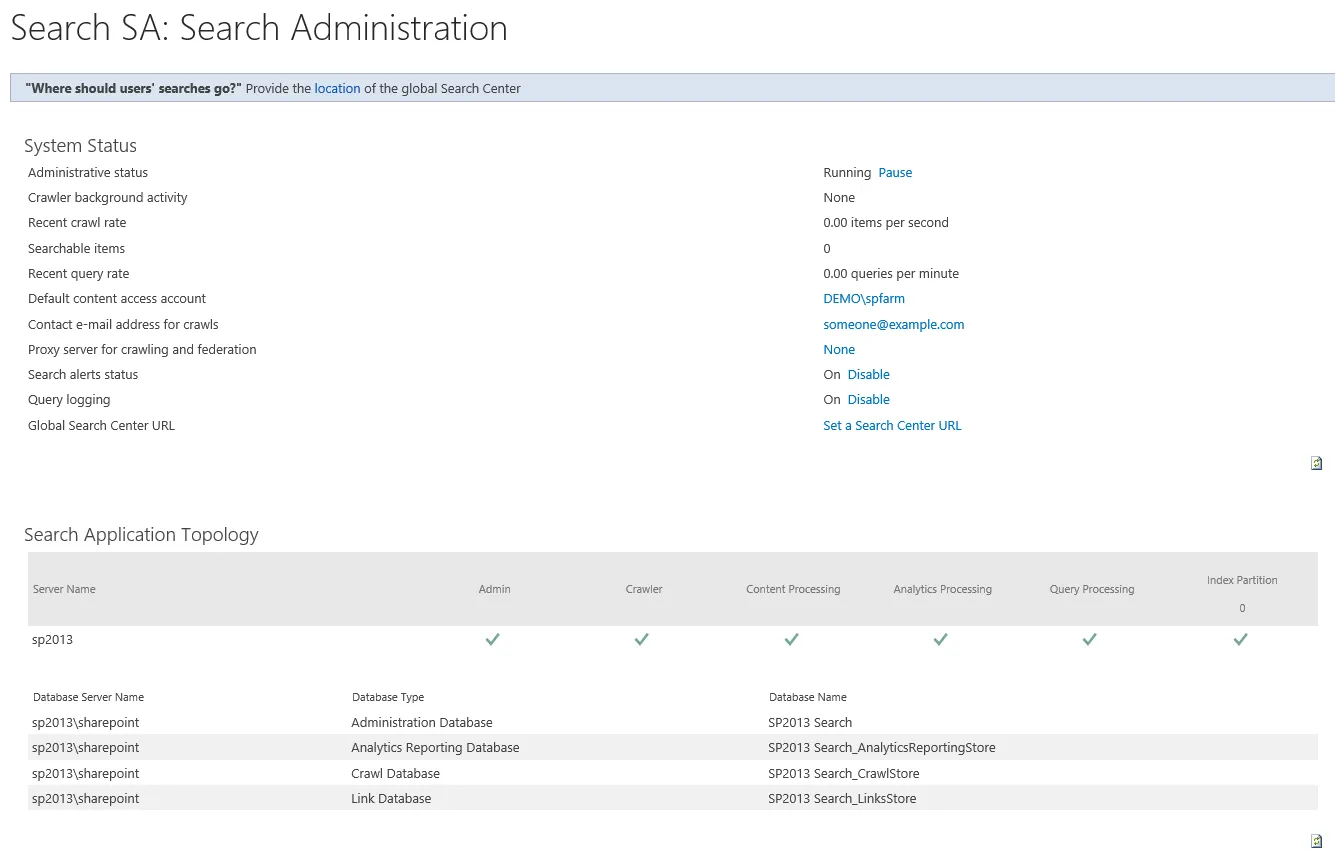 Search SA: Search Administration
"Where should users' searches go?" Provide the location of the global Search Center
System Status
Administrative status Running Pause
Crawler background activity None
Recent crawl rate 0.00 items per second
Searchable items 0
Recent query rate 0.00 queries per minute
Default content access account DEMO\spfarm
Contact e-mail address for crawls someone@example.com
Proxy server for crawling and federation None
Search alerts status On Disable
Query logging On Disable
Global Search Center URL Set a Search Center URL
Search Application Topology
Server Name Admin Crawler Content Processing Analytics Processing Query Processing Index Partition
0
sp2013
Database Server Name Database Type Database Name
sp2013\sharepoint Administration Database SP2013 Search
sp2013\sharepoint Analytics Reporting Database SP2013 Search_AnalyticsReportingStore
sp2013\sharepoint Crawl Database SP2013 Search_CrawlStore
sp2013\sharepoint Link Database SP2013 Search_LinksStore